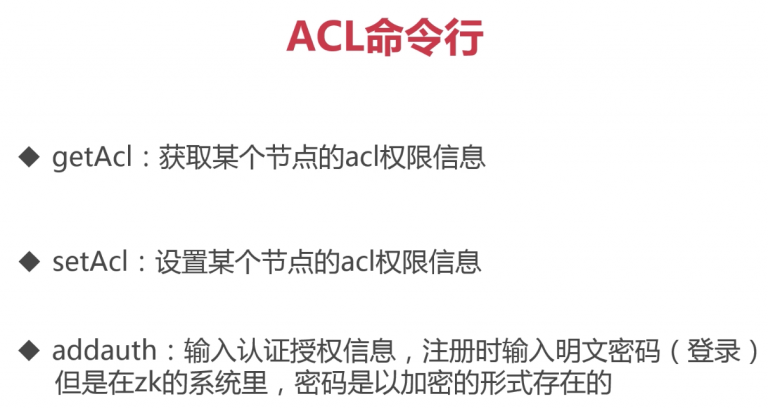 ACL命令行
◆ getAcl：获取某个节点的acl权限信息
◆ setAcl：设置某个节点的acl权限信息
◆ addauth：输入认证授权信息，注册时输入明文密码（登录）
但是在zk的系统里，密码是以加密的形式存在的